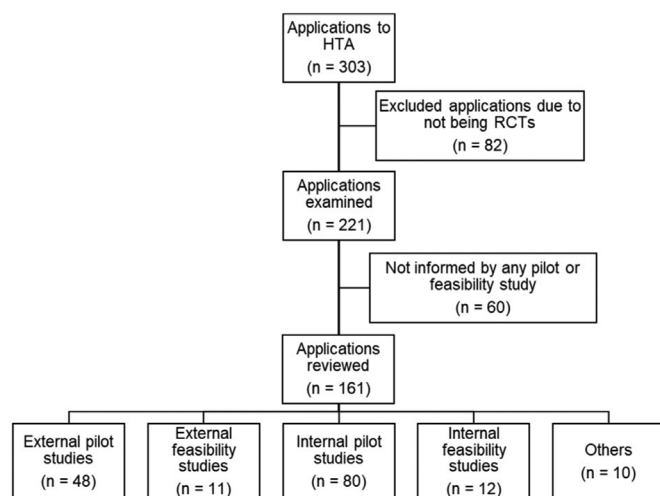 Applications to
HTA
(n = 303)
Excluded applications due to
not being RCTs
(n = 82)
Applications
examined
(n = 221)
Not informed by any pilot or
feasibility study
(n = 60)
Applications
reviewed
(n = 161)
External pilot
studies
(n = 48)
External
feasibility
studies
(n = 11)
Internal pilot
studies
(n = 80)
Internal
feasibility
studies
(n = 12)
Others
(n = 10)